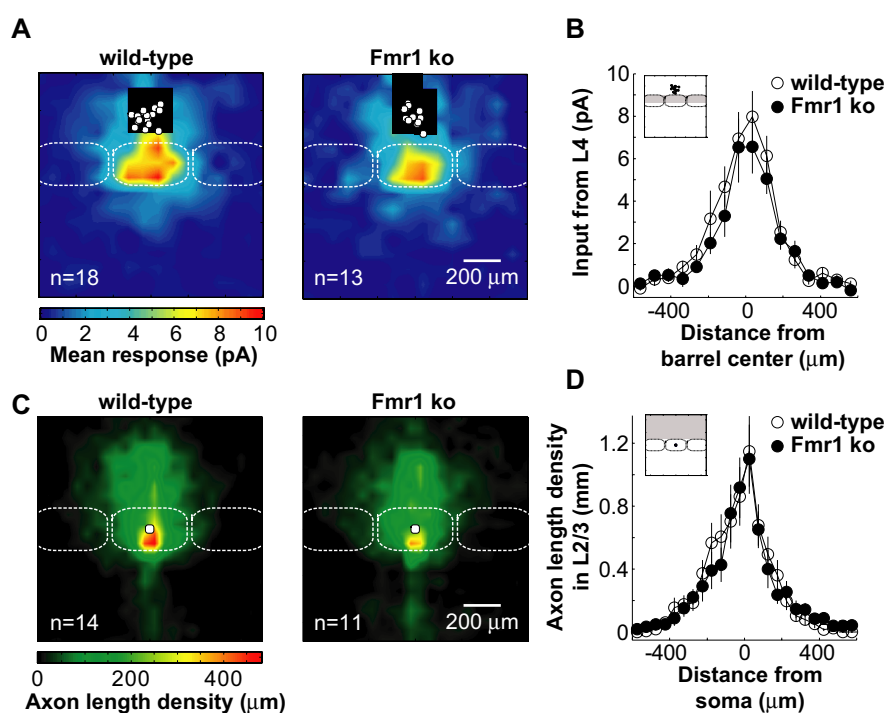 A
wild-type
Fmr1 ko
n=18
n=13
200 μm
0 2 4 6 8 10
Mean response (pA)
B
wild-type
Fmr1 ko
Input from L4 (pA)
10
8
6
4
2
0
-400 0 400
Distance from
barrel center (μm)
C
wild-type
Fmr1 ko
n=14
n=11
200 μm
0 200 400
Axon length density (μm)
D
wild-type
Fmr1 ko
Axon length density
in L2/3 (mm)
1.2
0.8
0.4
0
-400 0 400
Distance from
soma (μm)